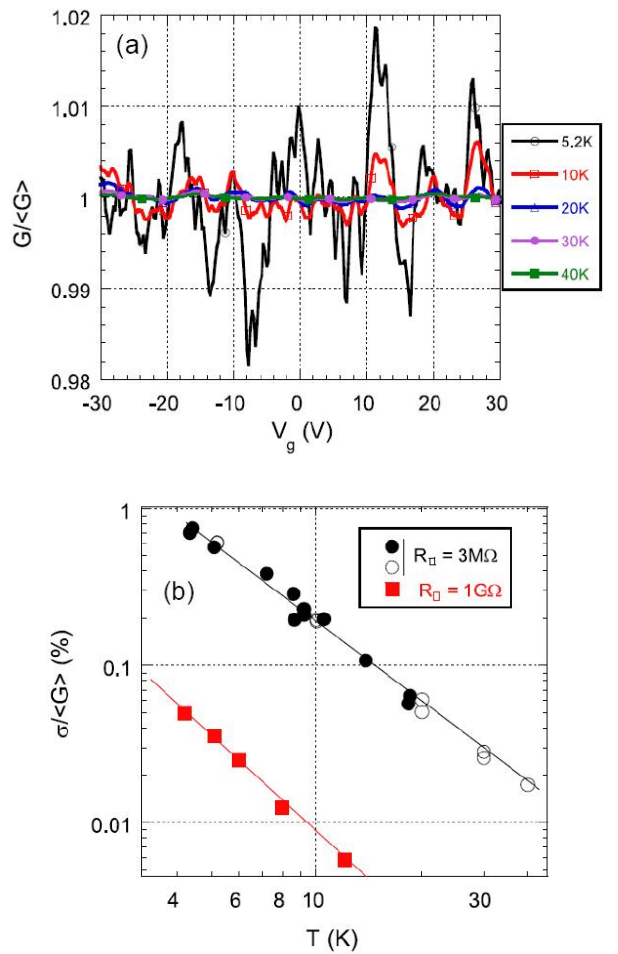 1.02
(a)
1.01
G/<G>
1
0.99
0.98
-30 -20 -10 0 10 20 30
V_g (V)
5,2K
10K
20K
30K
40K
1
(b)
R□ = 3MΩ
R□ = 1GΩ
σ/<G> (%)
0.1
0.01
4 6 8 10 30
T (K)